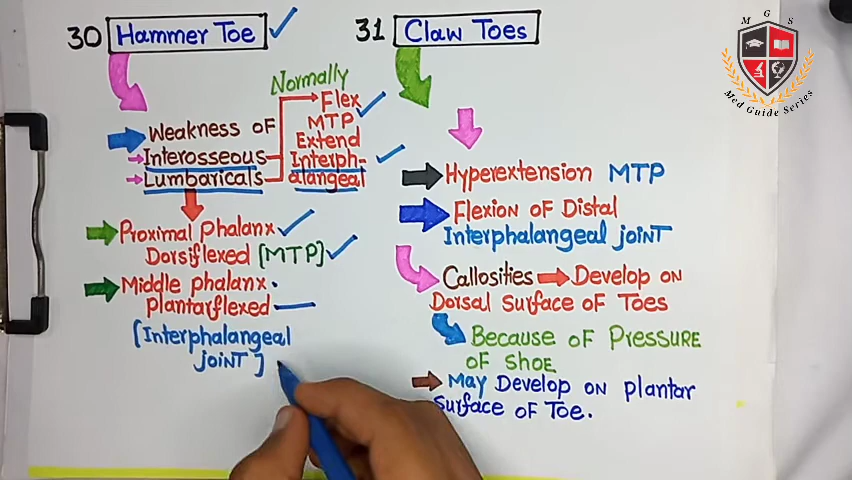 30 Hammer Toe
Normally
Flex
MTP
Extend
Interph-
alangeal
Weakness of
Interosseous
Lumbaricals
Proximal Phalanx
Dorsiflexed [MTP]
Middle phalanx.
Plantarflexed
[Interphalangeal
joint]
31 Claw Toes
Hyperextension MTP
Flexion of Distal
Interphalangeal joint
Callosities Develop on
Dorsal Surface of Toes
Because of Pressure
of shoe
May Develop on plantar
Surface of Toe.
M G S
Med Guide Series